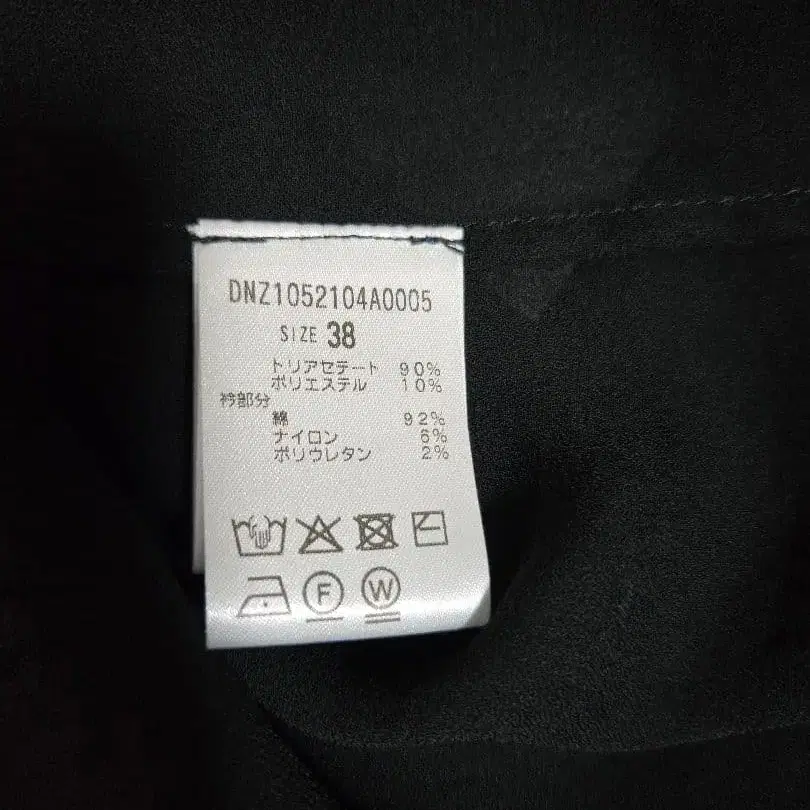 DNZ1052104A0005
SIZE 38
トリアセテート 90%
ポリエステル 10%
衿部分
綿 92%
ナイロン 6%
ポリウレタン 2%
F W